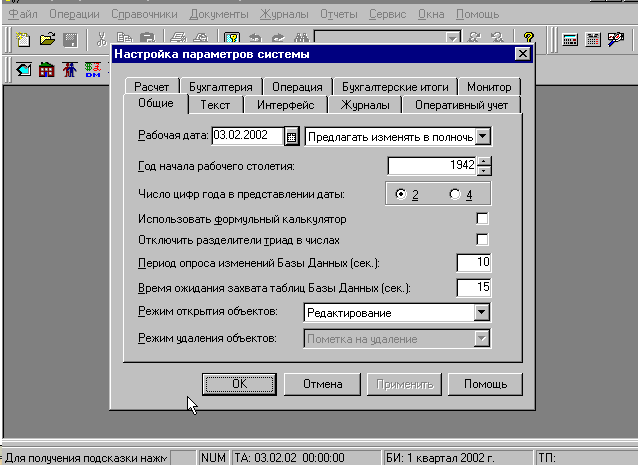 Файл Операции Справочники Документы Журналы Отчеты Сервис Окна Помощь
Настройка параметров системы
Расчет Бухгалтерия Операция Бухгалтерские итоги Монитор
Общие Текст Интерфейс Журналы Оперативный учет
Рабочая дата: 03.02.2002 Предлагать изменять в полночь
Год начала рабочего столетия: 1942
Число цифр года в представлении даты: 2 4
Использовать формульный калькулятор
Отключить разделители триад в числах
Период опроса изменений Базы Данных (сек.): 10
Время ожидания захвата таблиц Базы Данных (сек.): 15
Режим открытия объектов: Редактирование
Режим удаления объектов: Пометка на удаление
OK Отмена Применить Помощь
Для получения подсказки нажм NUM TA: 03.02.02 00:00:00 БИ: 1 квартал 2002 г. ТП: